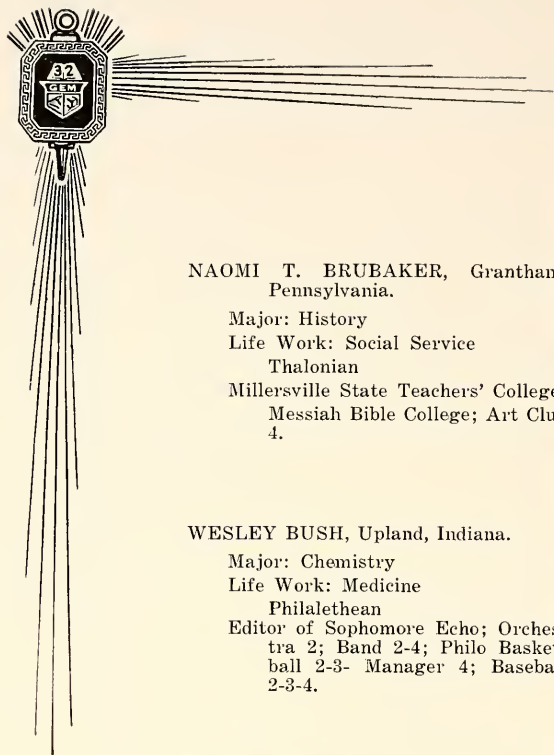 32
GEM
NAOMI T. BRUBAKER, Grantham
Pennsylvania.
Major: History
Life Work: Social Service
Thalonian
Millersville State Teachers' College
Messiah Bible College; Art Clu
4.
WESLEY BUSH, Upland, Indiana.
Major: Chemistry
Life Work: Medicine
Philalethean
Editor of Sophomore Echo; Orches
tra 2; Band 2-4; Philo Basket
ball 2-3- Manager 4; Baseba
2-3-4.